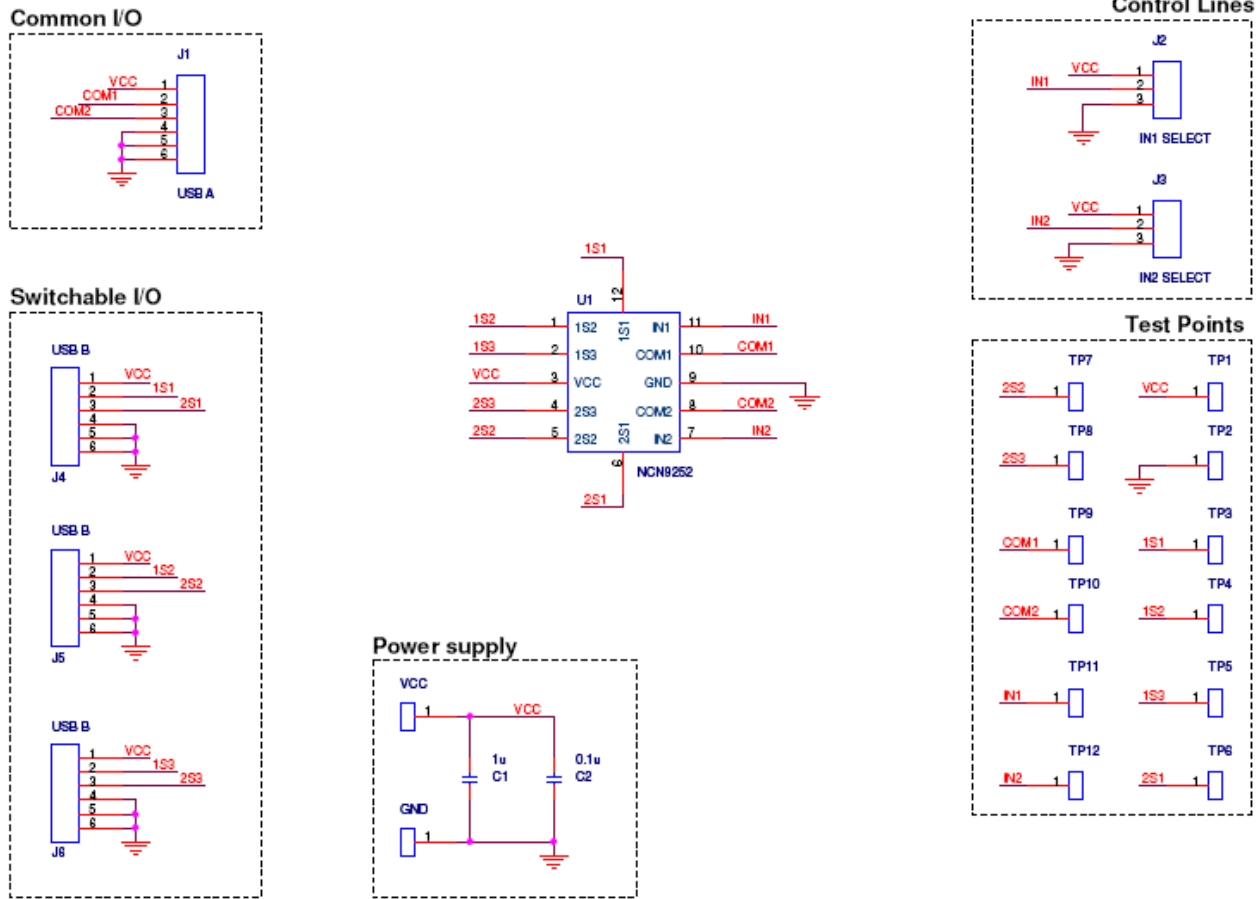 Common I/O
J1
VCC 1
COM1 2
COM2 3
4
5
6
USB A
Control Lines
J2
VCC 1
IN1 2
3
IN1 SELECT
J3
VCC 1
IN2 2
3
IN2 SELECT
Switchable I/O
USB B
1 VCC
2 1S1
3 2S1
4
5
6
J4
USB B
1 VCC
2 1S2
3 2S2
4
5
6
J5
USB B
1 VCC
2 1S3
3 2S3
4
5
6
J6
1S1
12
U1
1S2 1 1S2 1S1 IN1 11 IN1
1S3 2 1S3 COM1 10 COM1
VCC 3 VCC GND 9
2S3 4 2S3 COM2 8 COM2
2S2 5 2S2 2S1 IN2 7 IN2
6
NCN9252
2S1
Power supply
VCC
1 VCC
1u
C1
0.1u
C2
GND
1
Test Points
TP7 TP1
2S2 1 VCC 1
TP8 TP2
2S3 1 1
TP9 TP3
COM1 1 1S1 1
TP10 TP4
COM2 1 1S2 1
TP11 TP5
IN1 1 1S3 1
TP12 TP6
IN2 1 2S1 1